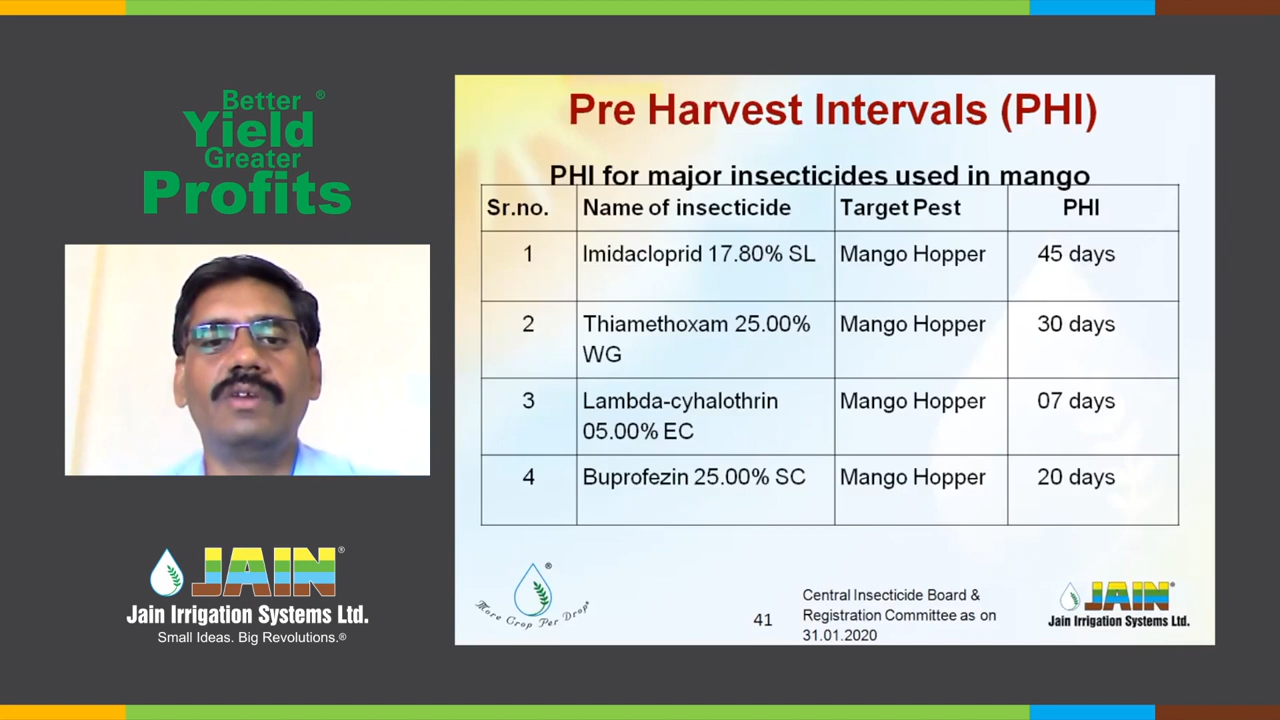 Better ®
Yield
Greater
Profits
JAIN®
Jain Irrigation Systems Ltd.
Small Ideas. Big Revolutions.®
Pre Harvest Intervals (PHI)
PHI for major insecticides used in mango
Sr.no. Name of insecticide Target Pest PHI
1 Imidacloprid 17.80% SL Mango Hopper 45 days
2 Thiamethoxam 25.00% Mango Hopper 30 days
WG
3 Lambda-cyhalothrin Mango Hopper 07 days
05.00% EC
4 Buprofezin 25.00% SC Mango Hopper 20 days
®
More Crop Per Drop®
41
Central Insecticide Board &
Registration Committee as on
31.01.2020
JAIN®
Jain Irrigation Systems Ltd.